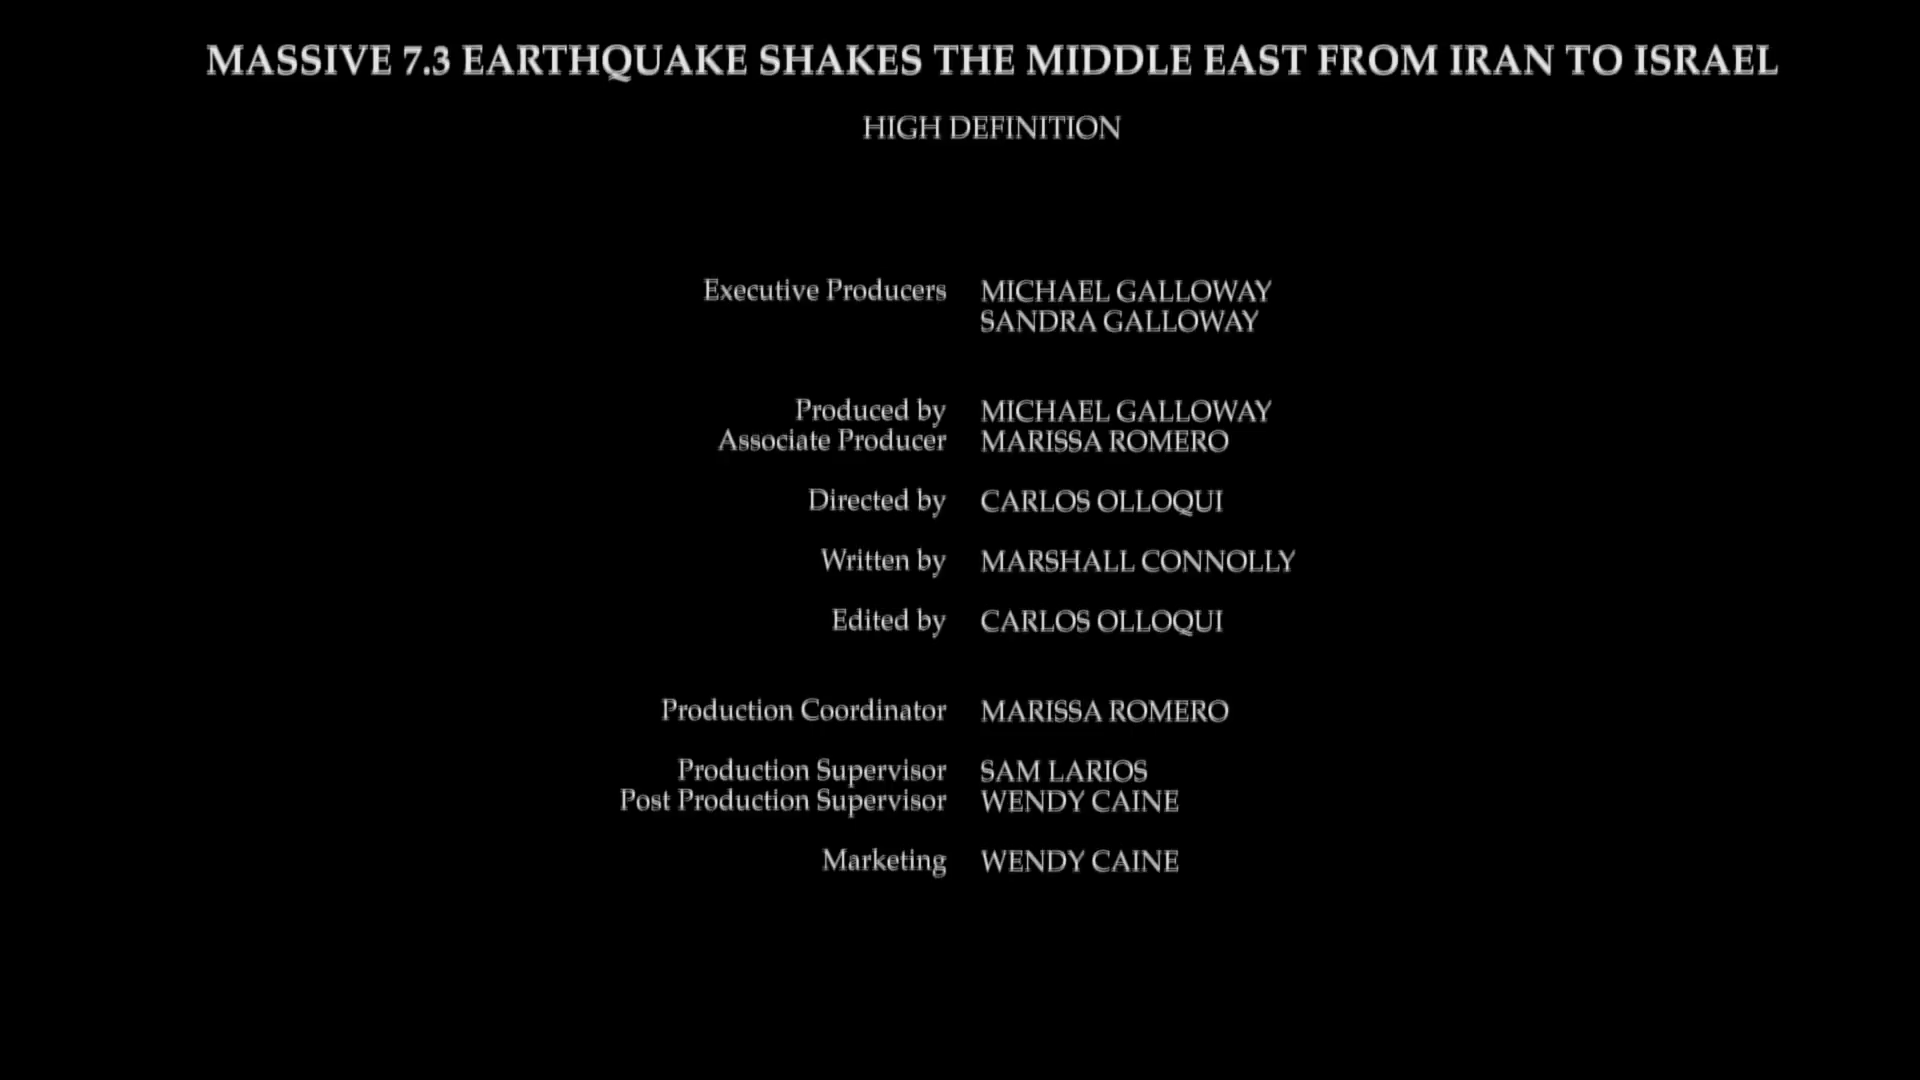 MASSIVE 7.3 EARTHQUAKE SHAKES THE MIDDLE EAST FROM IRAN TO ISRAEL
HIGH DEFINITION
Executive Producers MICHAEL GALLOWAY
SANDRA GALLOWAY
Produced by MICHAEL GALLOWAY
Associate Producer MARISSA ROMERO
Directed by CARLOS OLLOQUI
Written by MARSHALL CONNOLLY
Edited by CARLOS OLLOQUI
Production Coordinator MARISSA ROMERO
Production Supervisor SAM LARIOS
Post Production Supervisor WENDY CAINE
Marketing WENDY CAINE